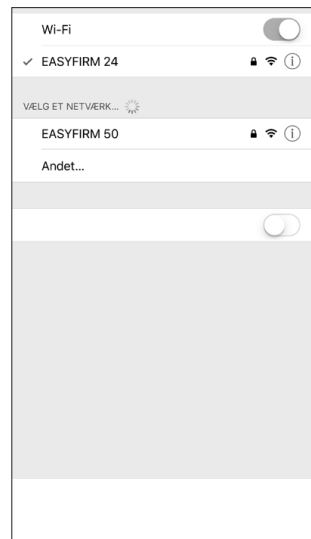 Wi-Fi
EASYFIRM 24
VÆLG ET NETVÆRK...
EASYFIRM 50
Andet...